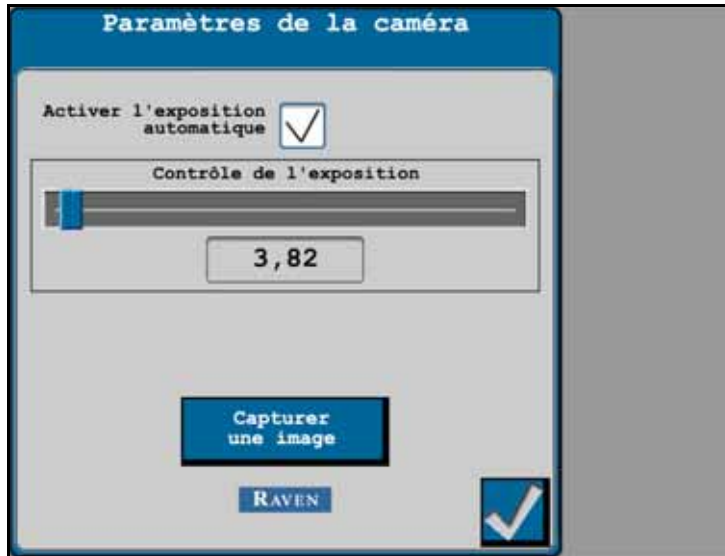 Paramètres de la caméra
Activer l'exposition
automatique
Contrôle de l'exposition
3,82
Capturer
une image
RAVEN